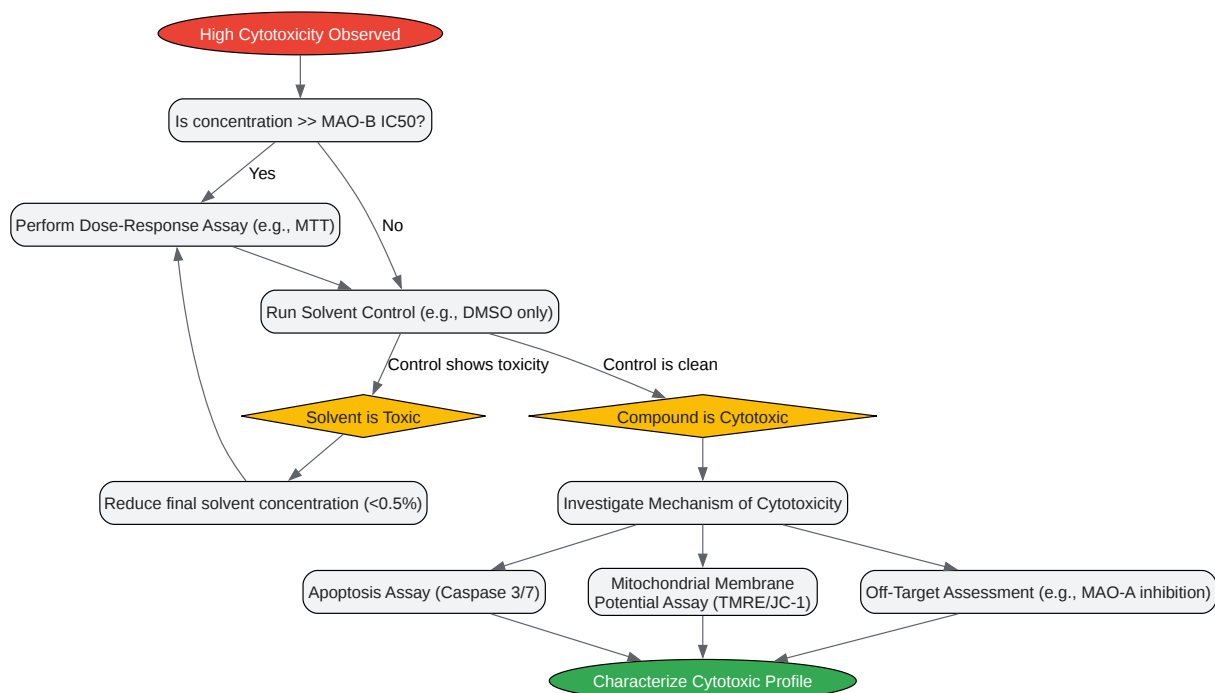 High Cytotoxicity Observed
Is concentration >> MAO-B IC50?
Yes
Perform Dose-Response Assay (e.g., MTT)
No
Run Solvent Control (e.g., DMSO only)
Control shows toxicity
Control is clean
Solvent is Toxic
Compound is Cytotoxic
Reduce final solvent concentration (<0.5%)
Investigate Mechanism of Cytotoxicity
Apoptosis Assay (Caspase 3/7)
Mitochondrial Membrane
Potential Assay (TMRE/JC-1)
Off-Target Assessment (e.g., MAO-A inhibition)
Characterize Cytotoxic Profile